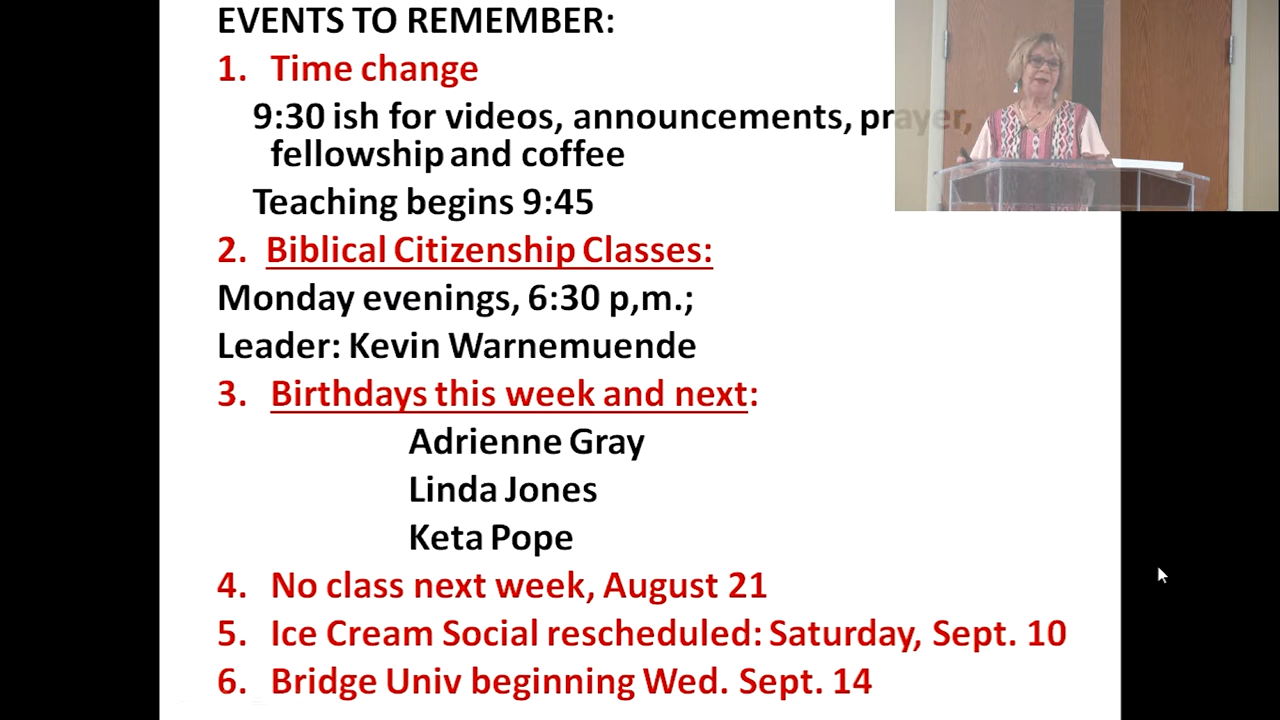 EVENTS TO REMEMBER:
1. Time change
9:30 ish for videos, announcements, prayer,
fellowship and coffee
Teaching begins 9:45
2. Biblical Citizenship Classes:
Monday evenings, 6:30 p,m.;
Leader: Kevin Warnemuende
3. Birthdays this week and next:
Adrienne Gray
Linda Jones
Keta Pope
4. No class next week, August 21
5. Ice Cream Social rescheduled: Saturday, Sept. 10
6. Bridge Univ beginning Wed. Sept. 14